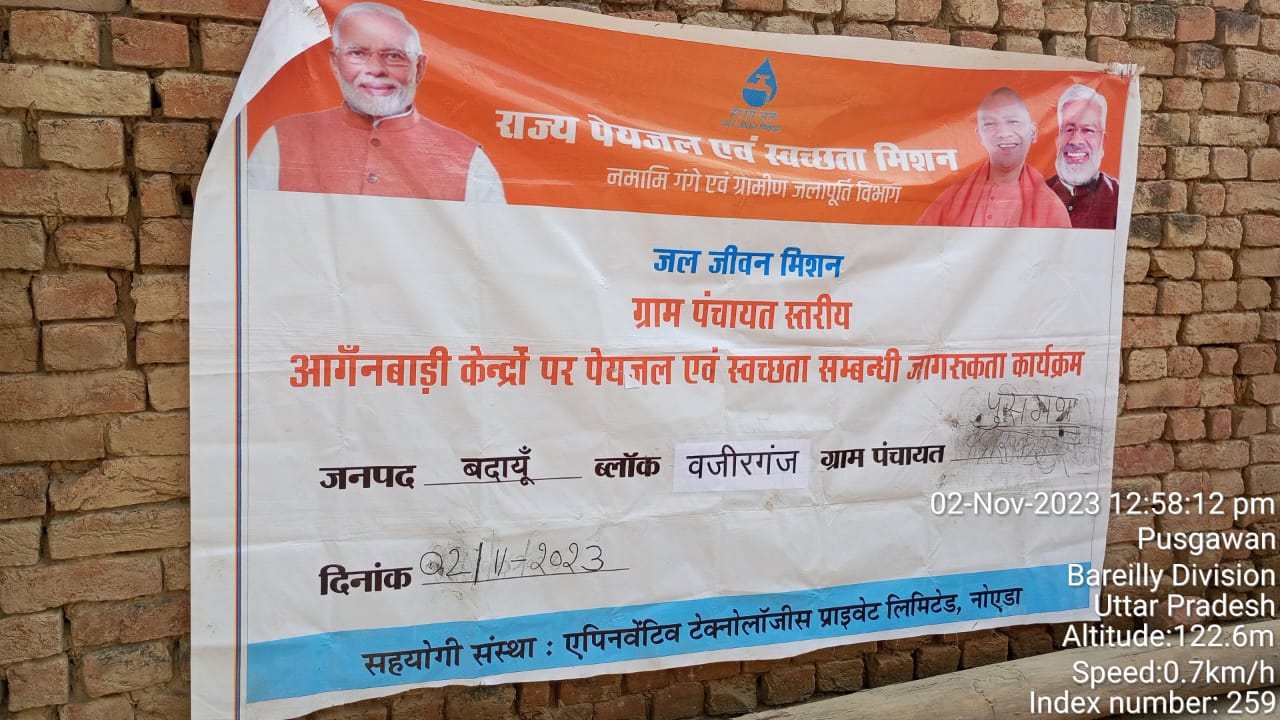 राज्य पेयजल एवं स्वच्छता मिशन
नमामि गंगे एवं ग्रामीण जलापूर्ति विभाग
जल जीवन मिशन
ग्राम पंचायत स्तरीय
आगँनबाड़ी केन्द्रों पर पेयजल एवं स्वच्छता सम्बन्धी जागरूकता कार्यक्रम
जनपद बदायूँ ब्लॉक वजीरगंज ग्राम पंचायत
दिनांक 02/11-2023
सहयोगी संस्था : एपिनवेंटिव टेक्नोलॉजीस प्राइवेट लिमिटेड, नोएडा
02-Nov-2023 12:58:12 pm
Pusgawan
Bareilly Division
Uttar Pradesh
Altitude:122.6m
Speed:0.7km/h
Index number: 259